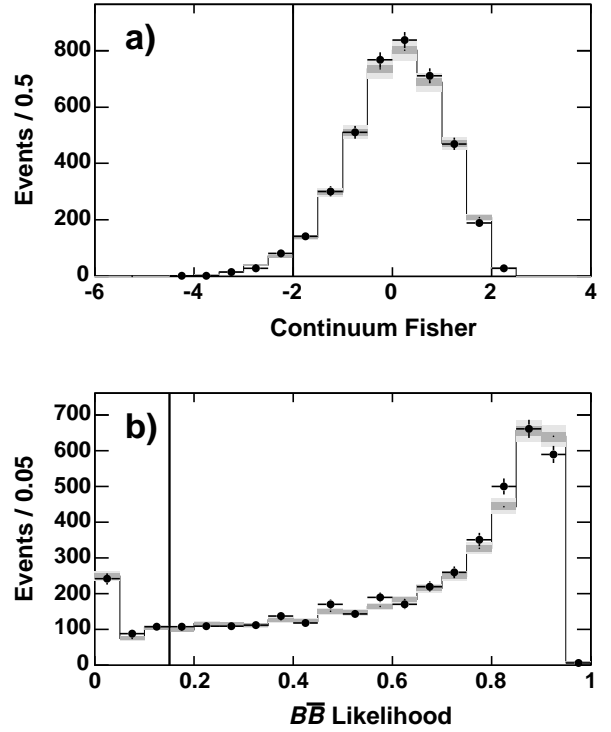 a)
Events / 0.5
800
600
400
200
0
-6 -4 -2 0 2 4
Continuum Fisher
b)
Events / 0.05
700
600
500
400
300
200
100
0
0 0.2 0.4 0.6 0.8 1
BB̅ Likelihood